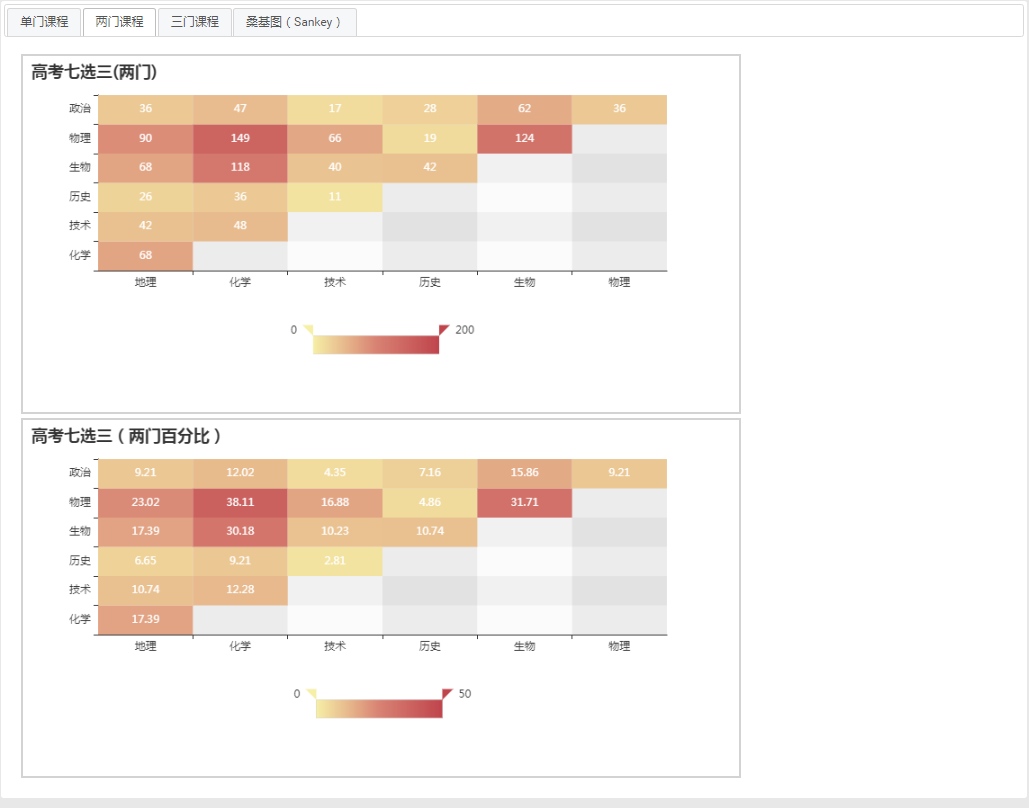 单门课程 两门课程 三门课程 桑基图（Sankey）
高考七选三(两门)
政治 36 47 17 28 62 36
物理 90 149 66 19 124
生物 68 118 40 42
历史 26 36 11
技术 42 48
化学 68
地理 化学 技术 历史 生物 物理
0 200
高考七选三（两门百分比）
政治 9.21 12.02 4.35 7.16 15.86 9.21
物理 23.02 38.11 16.88 4.86 31.71
生物 17.39 30.18 10.23 10.74
历史 6.65 9.21 2.81
技术 10.74 12.28
化学 17.39
地理 化学 技术 历史 生物 物理
0 50